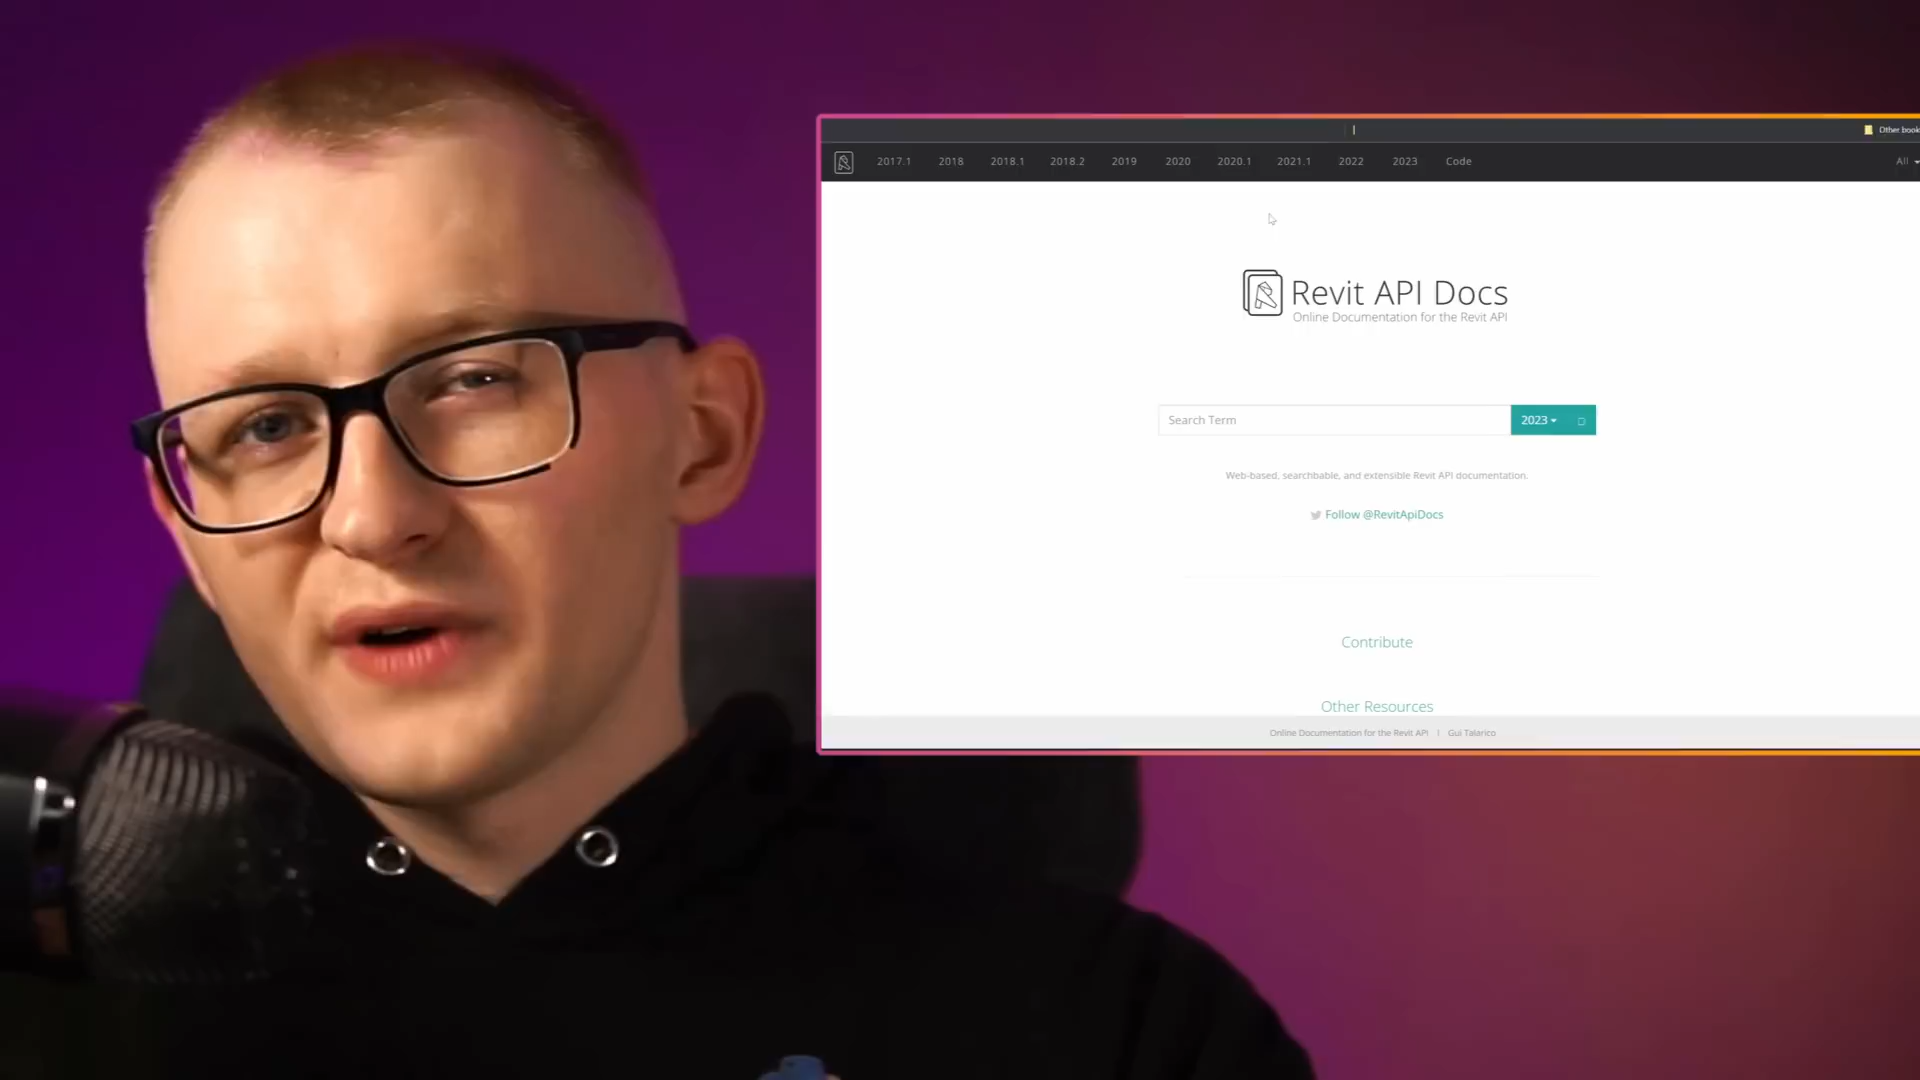 Other book
2017.1 2018 2018.1 2018.2 2019 2020 2020.1 2021.1 2022 2023 Code All
Revit API Docs
Online Documentation for the Revit API
Search Term 2023
Web-based, searchbable, and extensible Revit API documentation.
Follow @RevitApiDocs
Contribute
Other Resources
Online Documentation for the Revit API | Gui Talarico